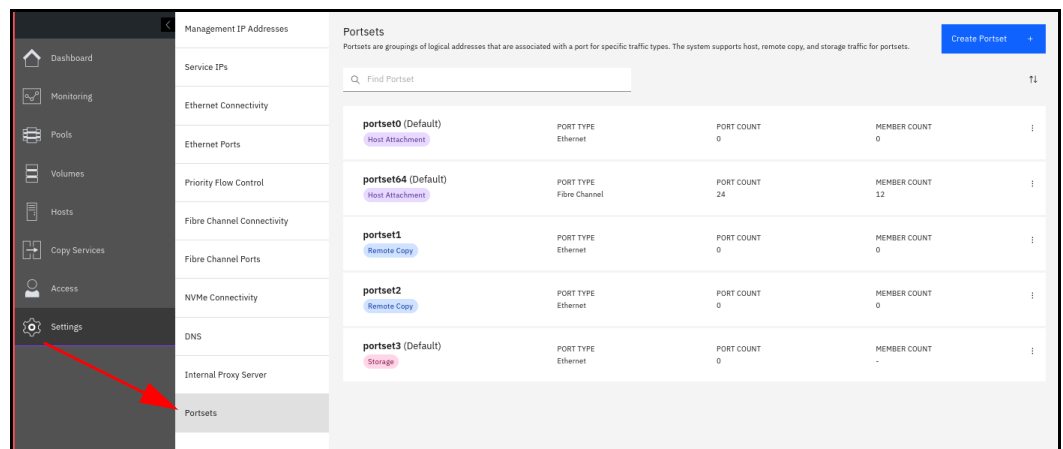 Dashboard
Monitoring
Pools
Volumes
Hosts
Copy Services
Access
Settings
Management IP Addresses
Service IPs
Ethernet Connectivity
Ethernet Ports
Priority Flow Control
Fibre Channel Connectivity
Fibre Channel Ports
NVMe Connectivity
DNS
Internal Proxy Server
Portsets
Portsets
Portsets are groupings of logical addresses that are associated with a port for specific traffic types. The system supports host, remote copy, and storage traffic for portsets.
Create Portset +
Find Portset
portset0 (Default)
Host Attachment
PORT TYPE
Ethernet
PORT COUNT
0
MEMBER COUNT
0
portset64 (Default)
Host Attachment
PORT TYPE
Fibre Channel
PORT COUNT
24
MEMBER COUNT
12
portset1
Remote Copy
PORT TYPE
Ethernet
PORT COUNT
0
MEMBER COUNT
0
portset2
Remote Copy
PORT TYPE
Ethernet
PORT COUNT
0
MEMBER COUNT
0
portset3 (Default)
Storage
PORT TYPE
Ethernet
PORT COUNT
0
MEMBER COUNT
-